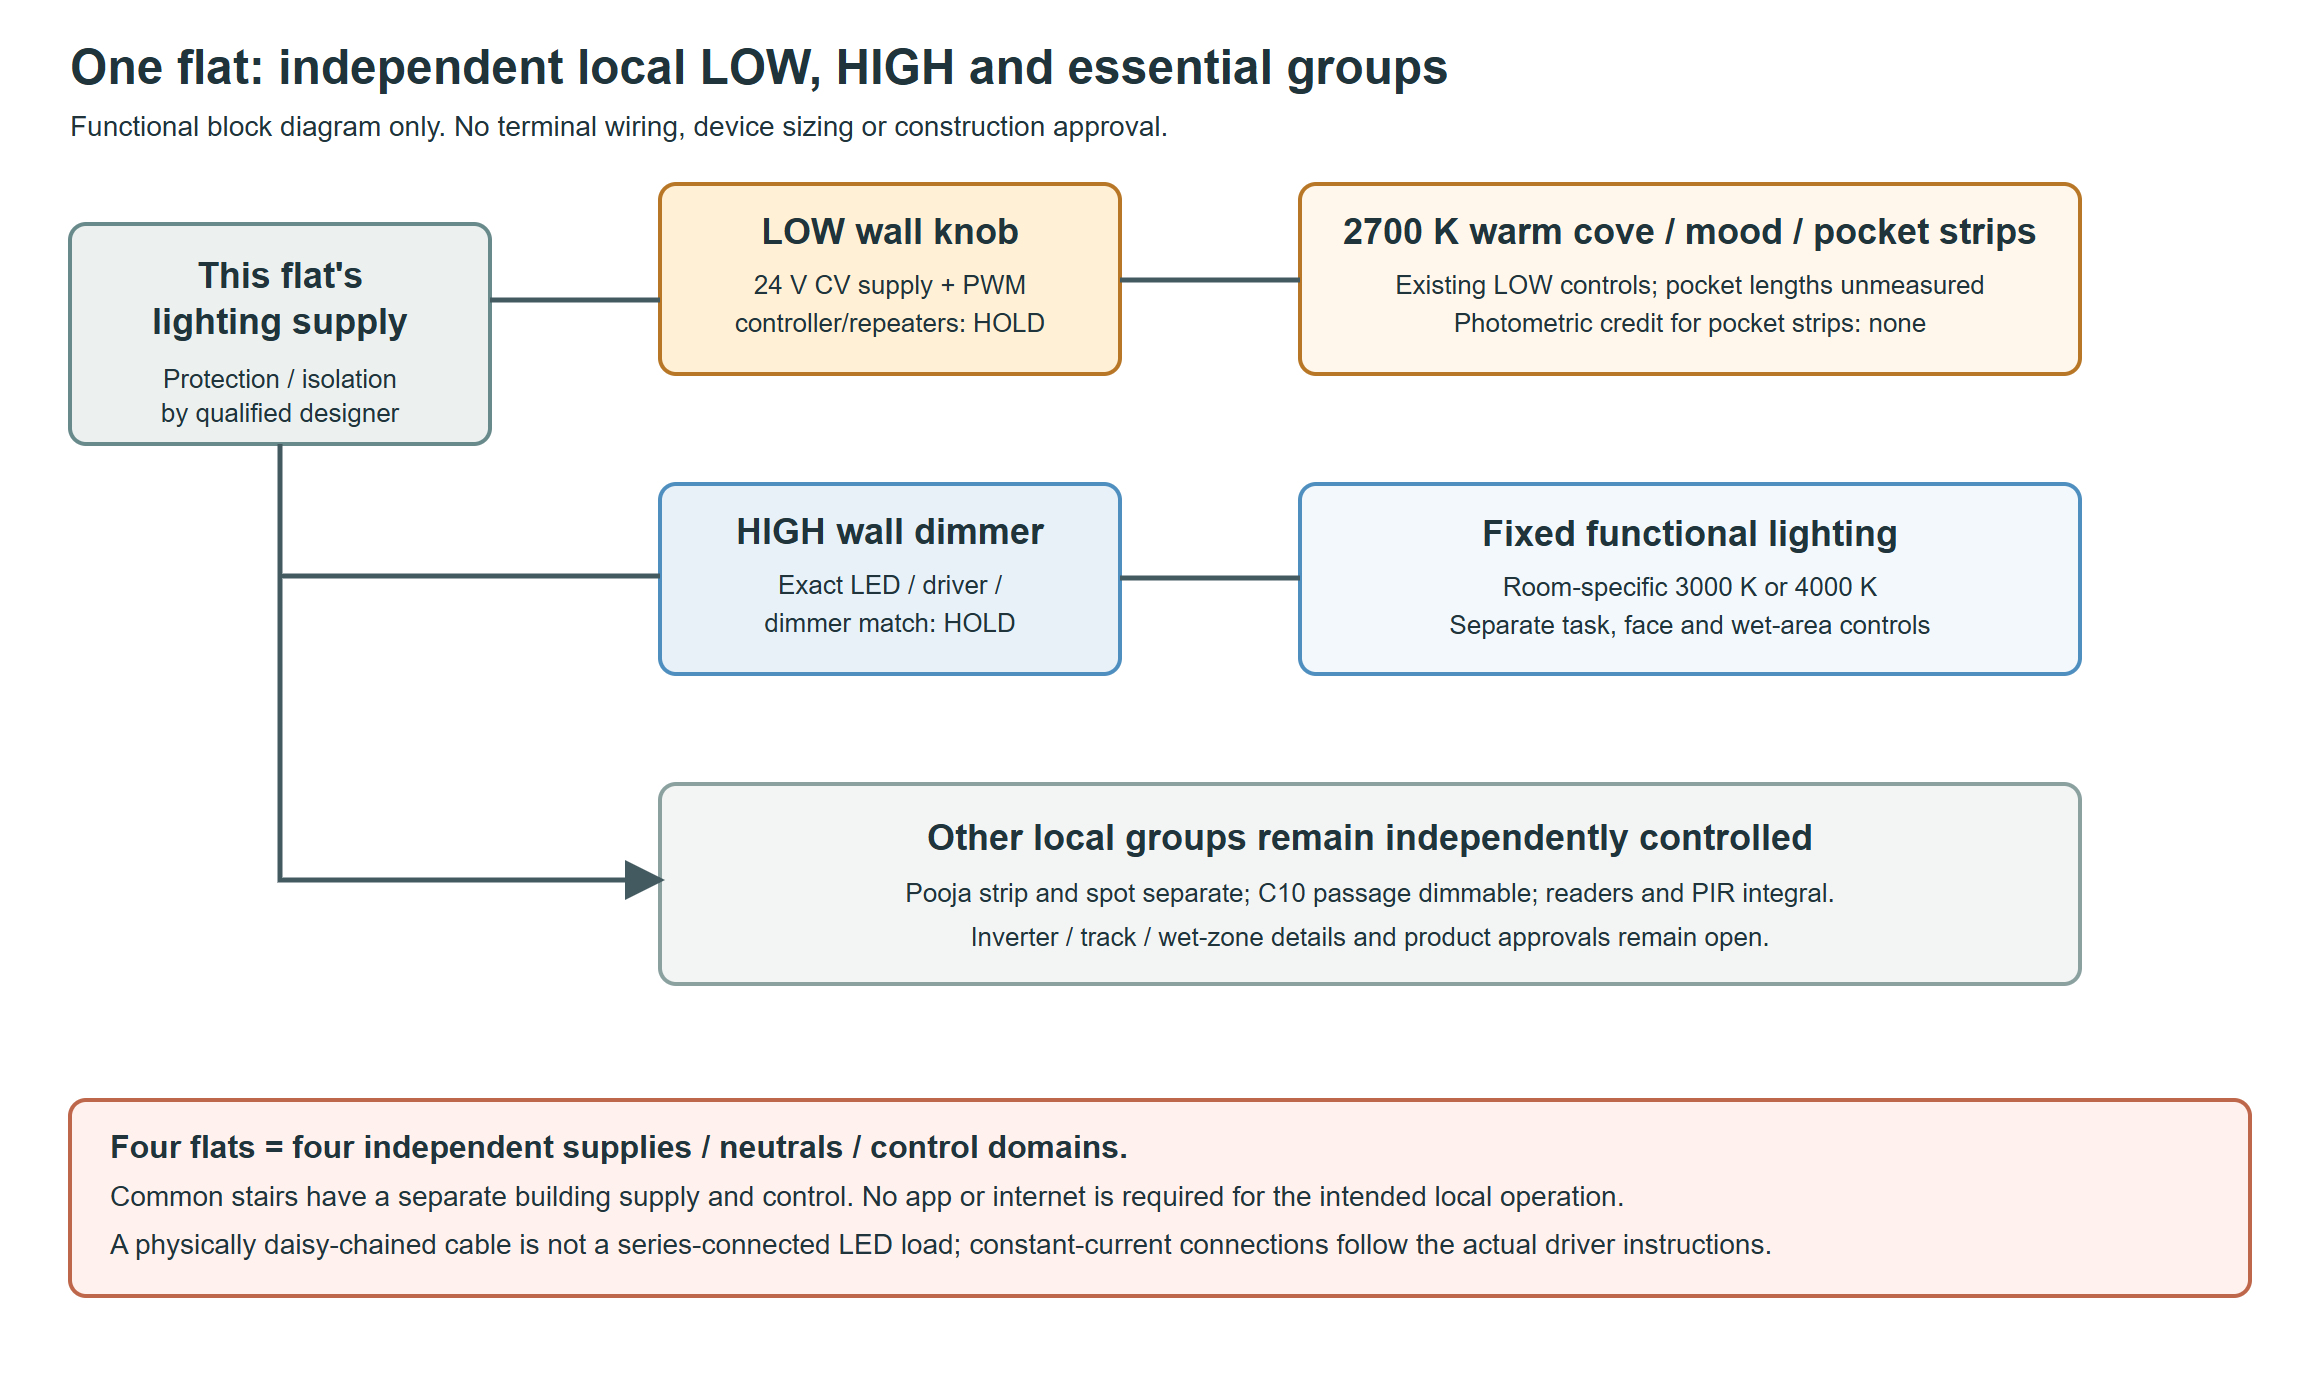 One flat: independent local LOW, HIGH and essential groups
Functional block diagram only. No terminal wiring, device sizing or construction approval.
This flat's
lighting supply
Protection / isolation
by qualified designer
LOW wall knob
24 V CV supply + PWM
controller/repeaters: HOLD
2700 K warm cove / mood / pocket strips
Existing LOW controls; pocket lengths unmeasured
Photometric credit for pocket strips: none
HIGH wall dimmer
Exact LED / driver /
dimmer match: HOLD
Fixed functional lighting
Room-specific 3000 K or 4000 K
Separate task, face and wet-area controls
Other local groups remain independently controlled
Pooja strip and spot separate; C10 passage dimmable; readers and PIR integral.
Inverter / track / wet-zone details and product approvals remain open.
Four flats = four independent supplies / neutrals / control domains.
Common stairs have a separate building supply and control. No app or internet is required for the intended local operation.
A physically daisy-chained cable is not a series-connected LED load; constant-current connections follow the actual driver instructions.